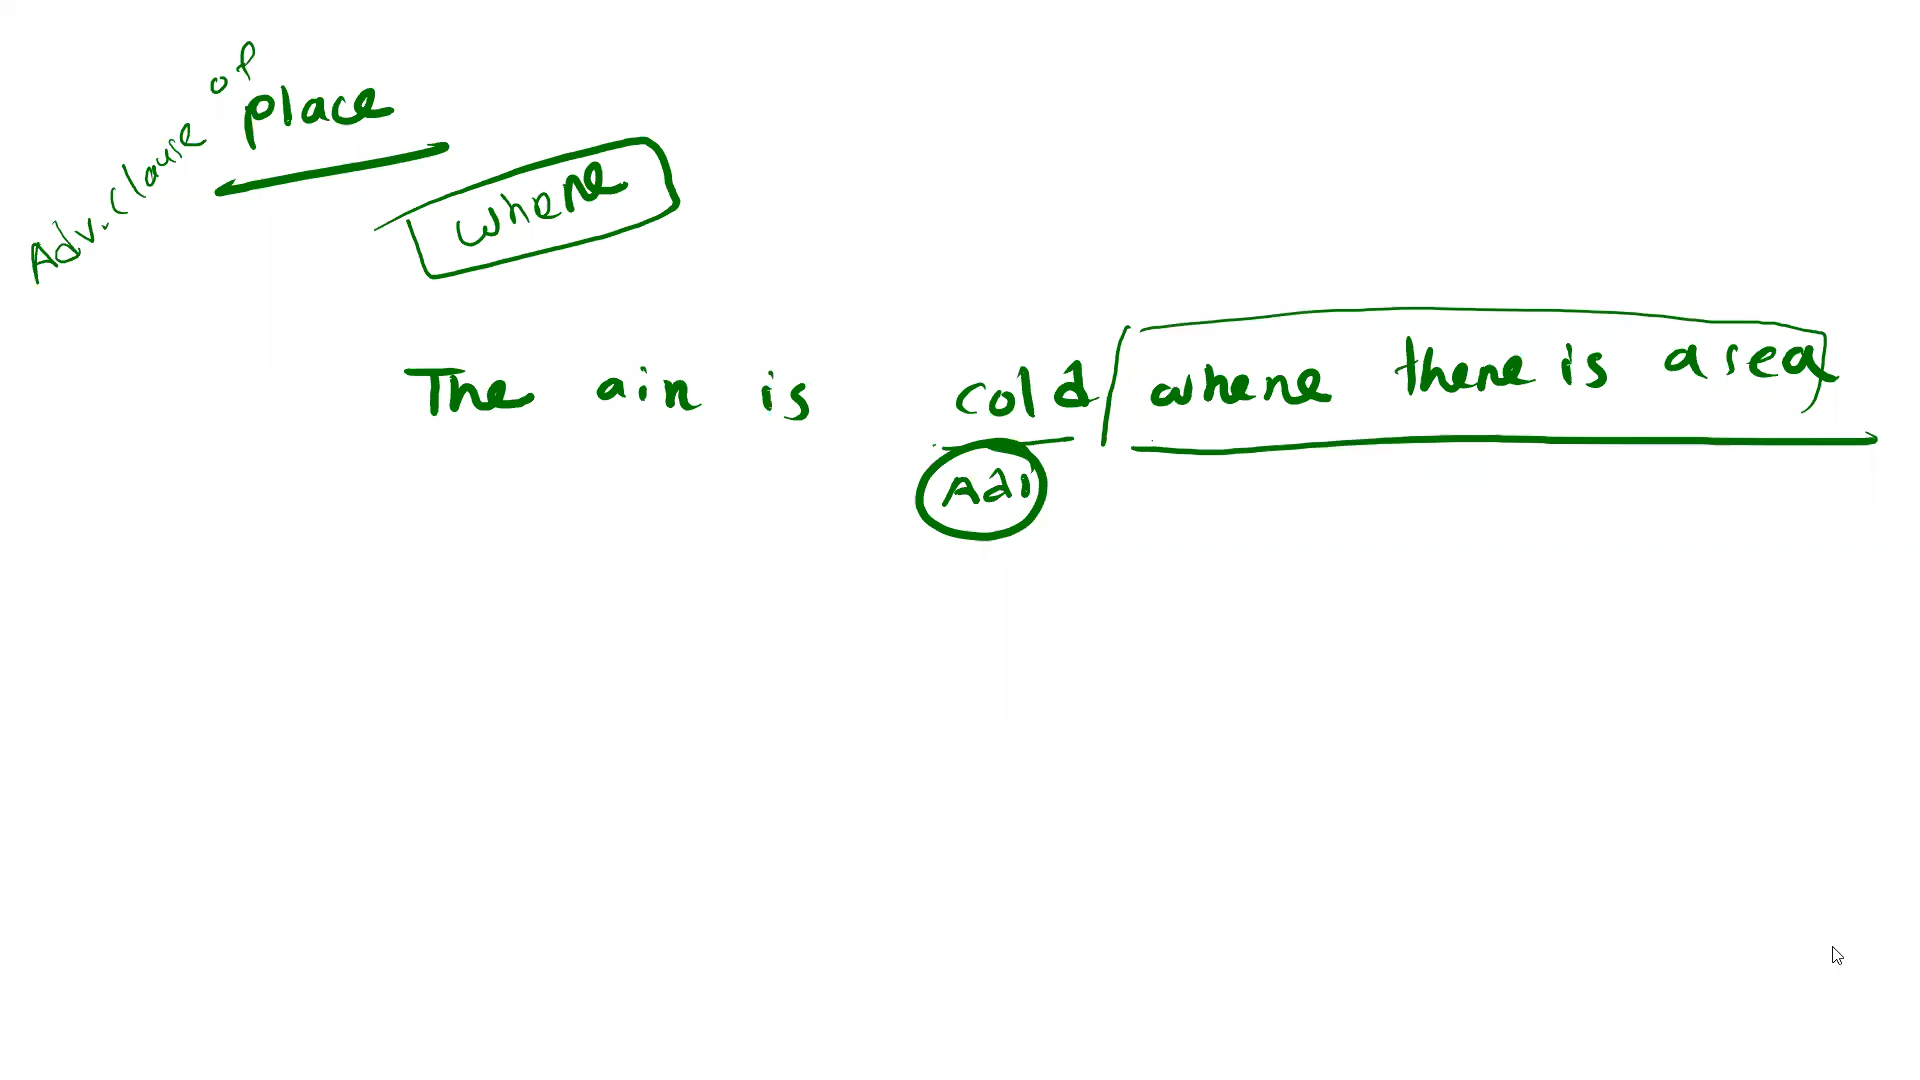 Adv. Clause of place
where
The air is cold where there is a sea
Adj